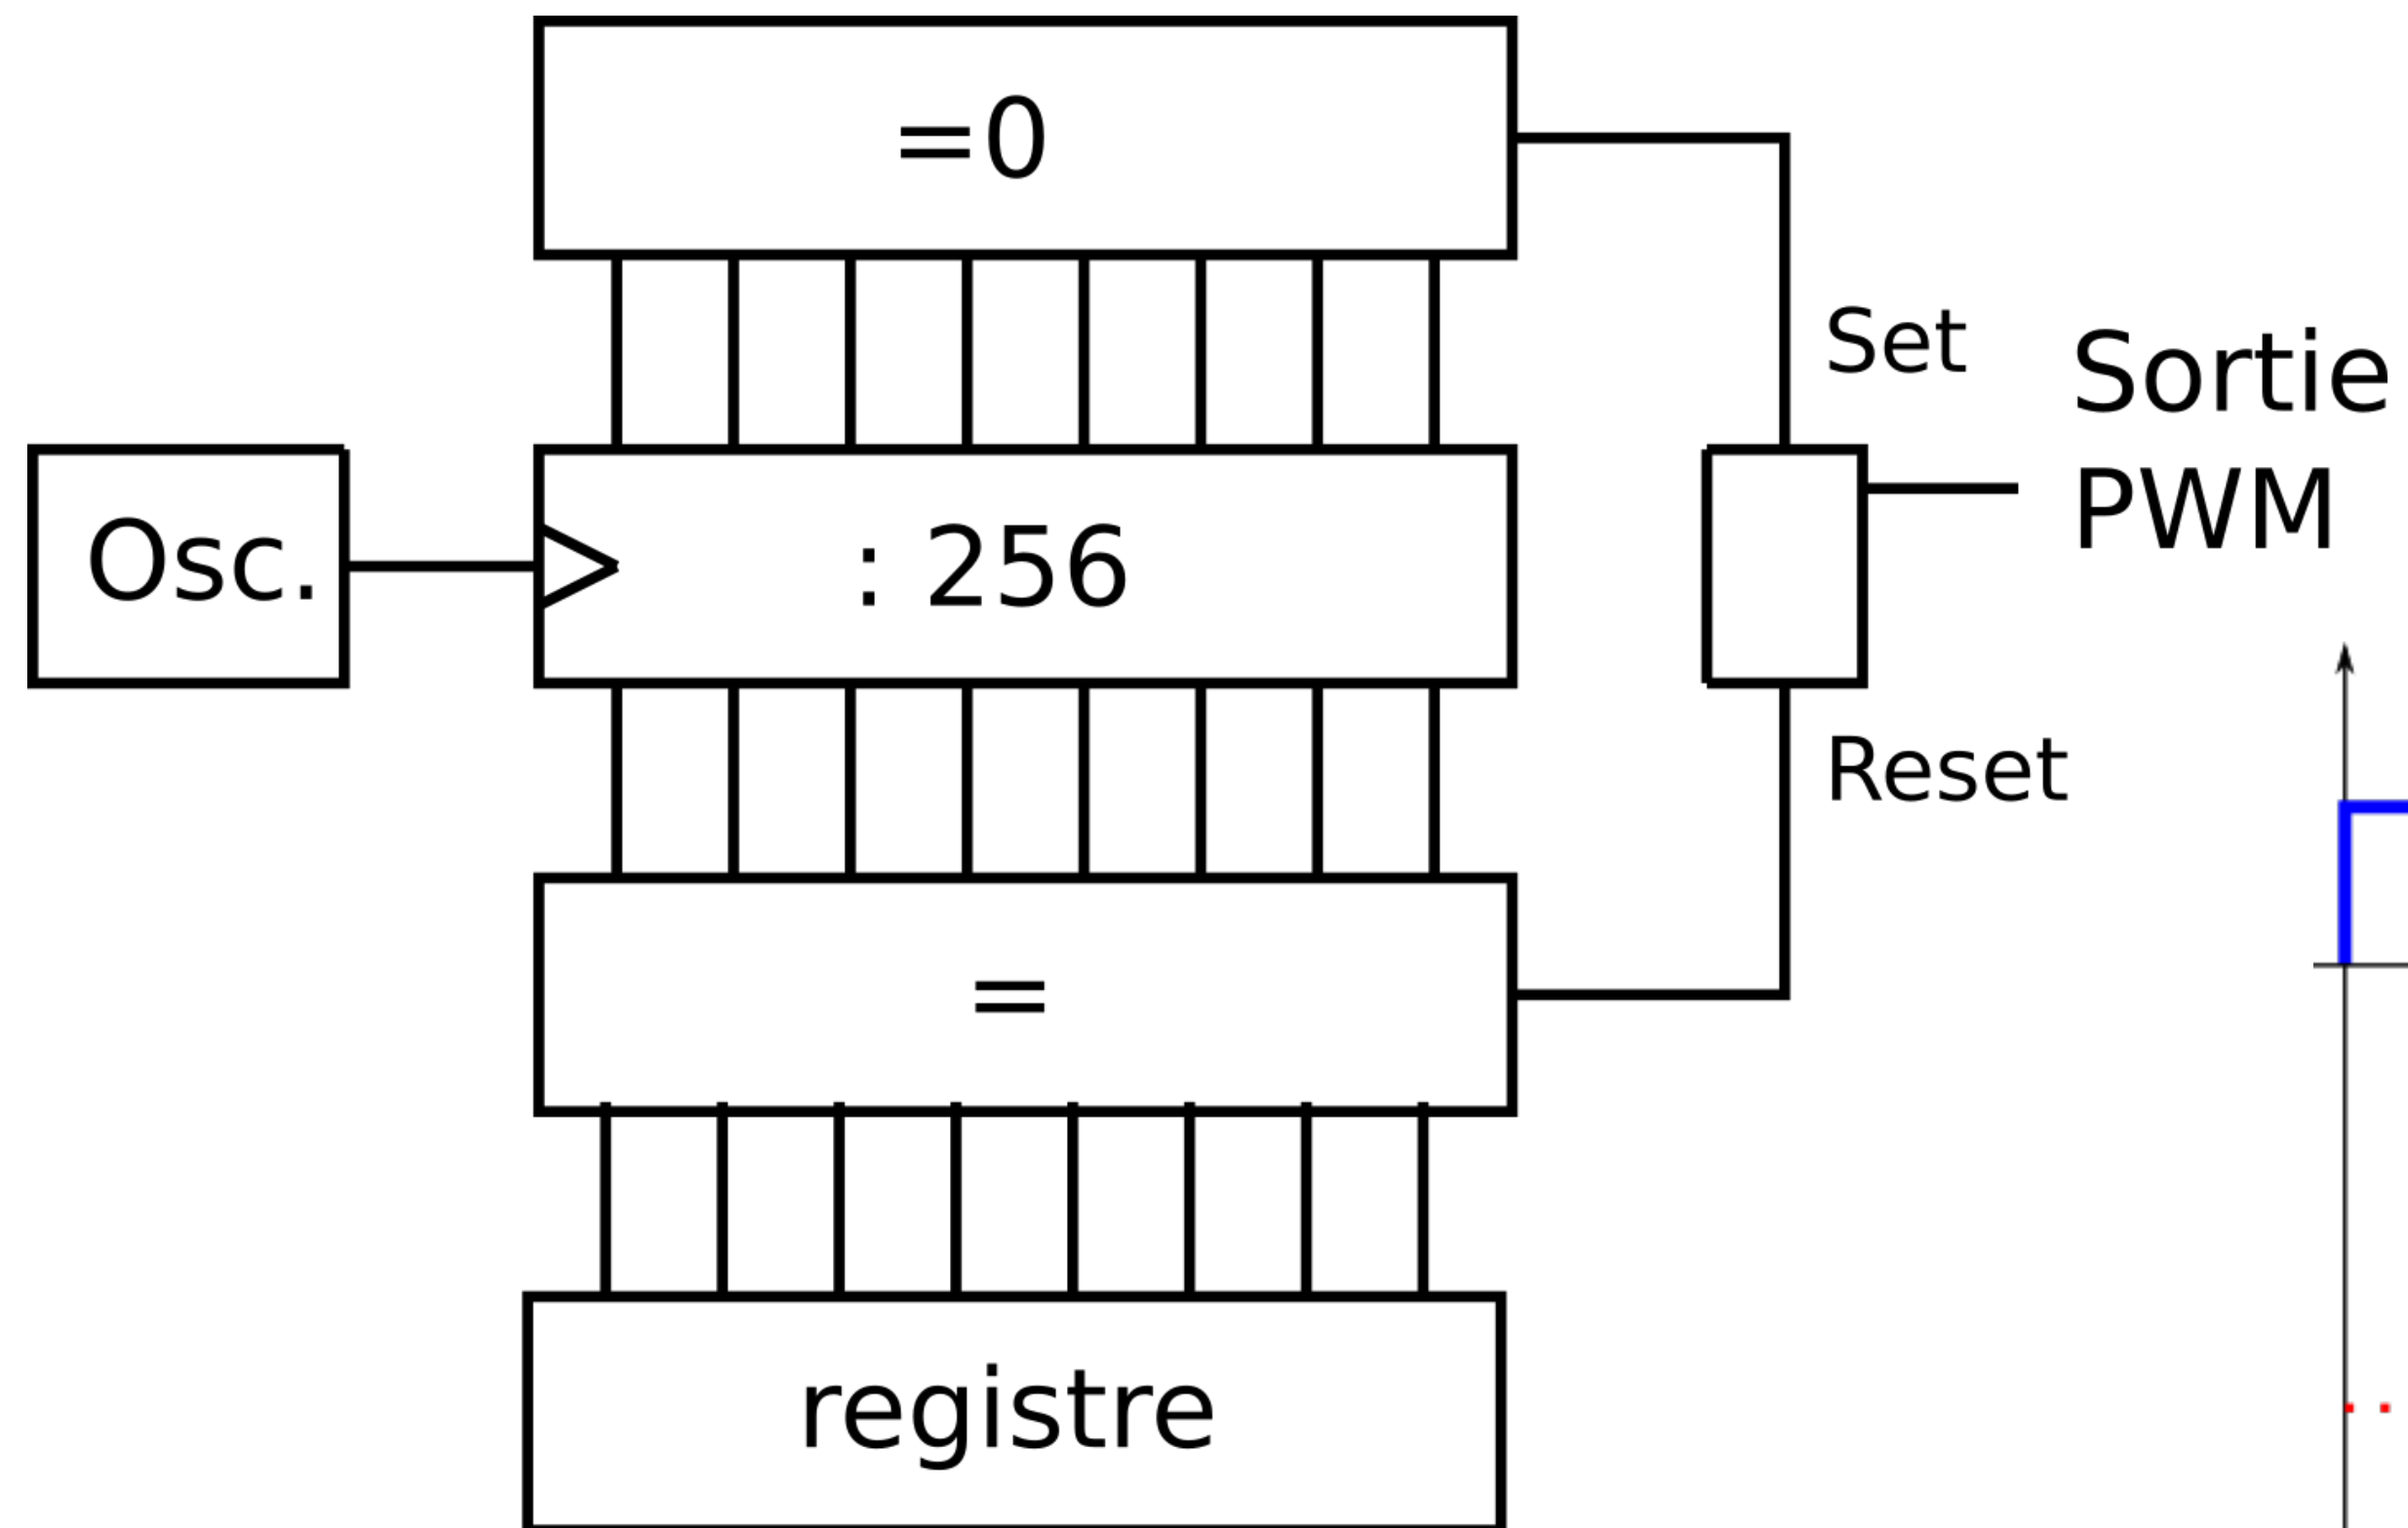 =0
Set
Sortie
PWM
Osc.
: 256
Reset
=
registre